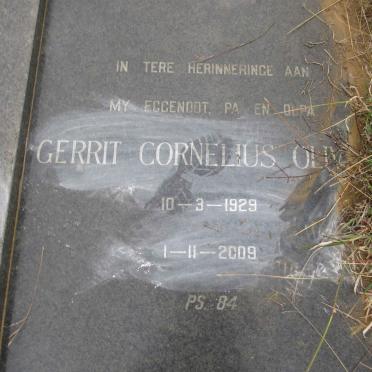 IN TERE HERINNERINGE AAN
MY EGGENOOT, PA EN OUPA
GERRIT CORNELIUS
10–3–1929
1–11–2009
PS 84